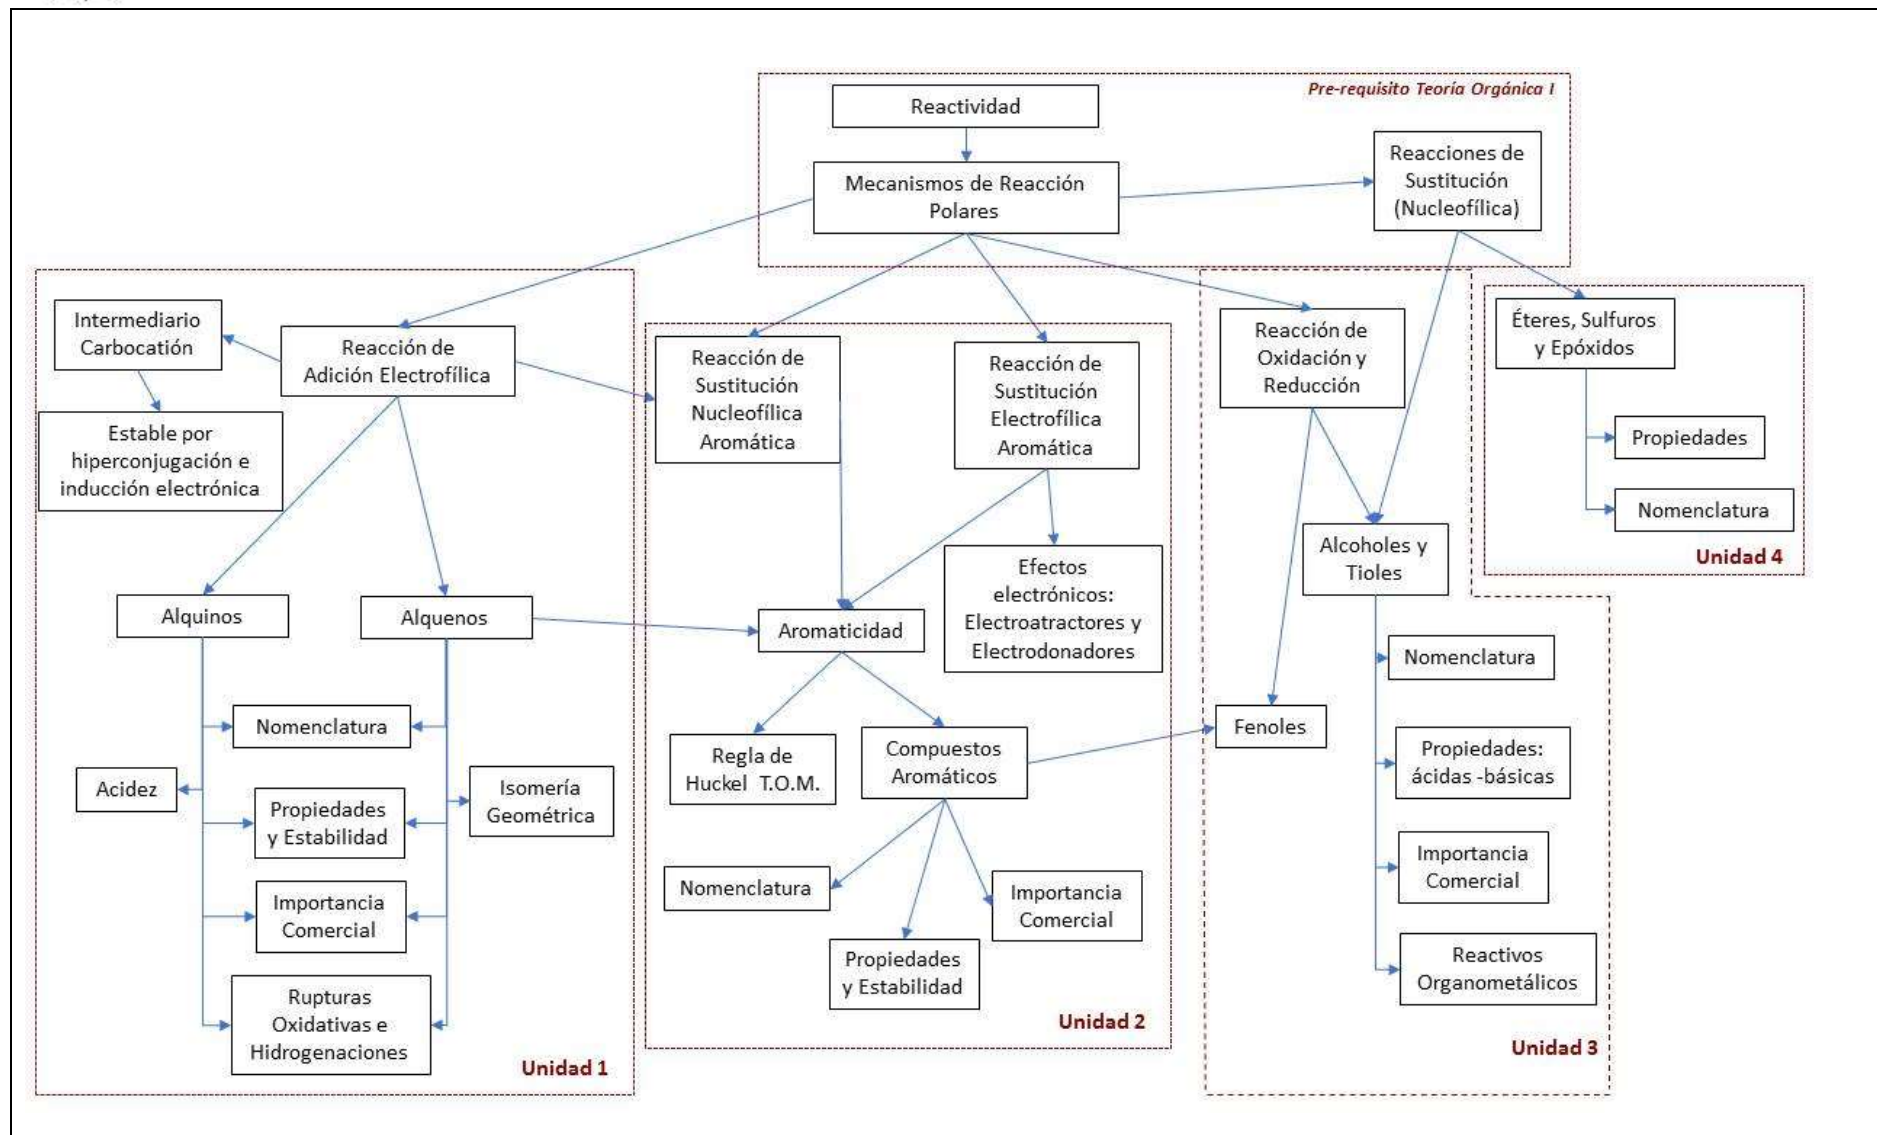 Pre-requisito Teoría Orgánica I
Reactividad
Mecanismos de Reacción
Polares
Reacciones de
Sustitución
(Nucleofílica)
Intermediario
Carbocatión
Reacción de
Adición Electrofílica
Estable por
hiperconjugación e
inducción electrónica
Alquinos
Alquenos
Nomenclatura
Acidez
Isomería
Geométrica
Propiedades
y Estabilidad
Importancia
Comercial
Rupturas
Oxidativas e
Hidrogenaciones
Unidad 1
Reacción de
Sustitución
Nucleofílica
Aromática
Reacción de
Sustitución
Electrofílica
Aromática
Efectos
electrónicos:
Electroatractores y
Electrodonadores
Aromaticidad
Regla de
Huckel T.O.M.
Compuestos
Aromáticos
Nomenclatura
Importancia
Comercial
Propiedades
y Estabilidad
Unidad 2
Reacción de
Oxidación y
Reducción
Alcoholes y
Tioles
Nomenclatura
Fenoles
Propiedades:
ácidas -básicas
Importancia
Comercial
Reactivos
Organometálicos
Unidad 3
Éteres, Sulfuros
y Epóxidos
Propiedades
Nomenclatura
Unidad 4